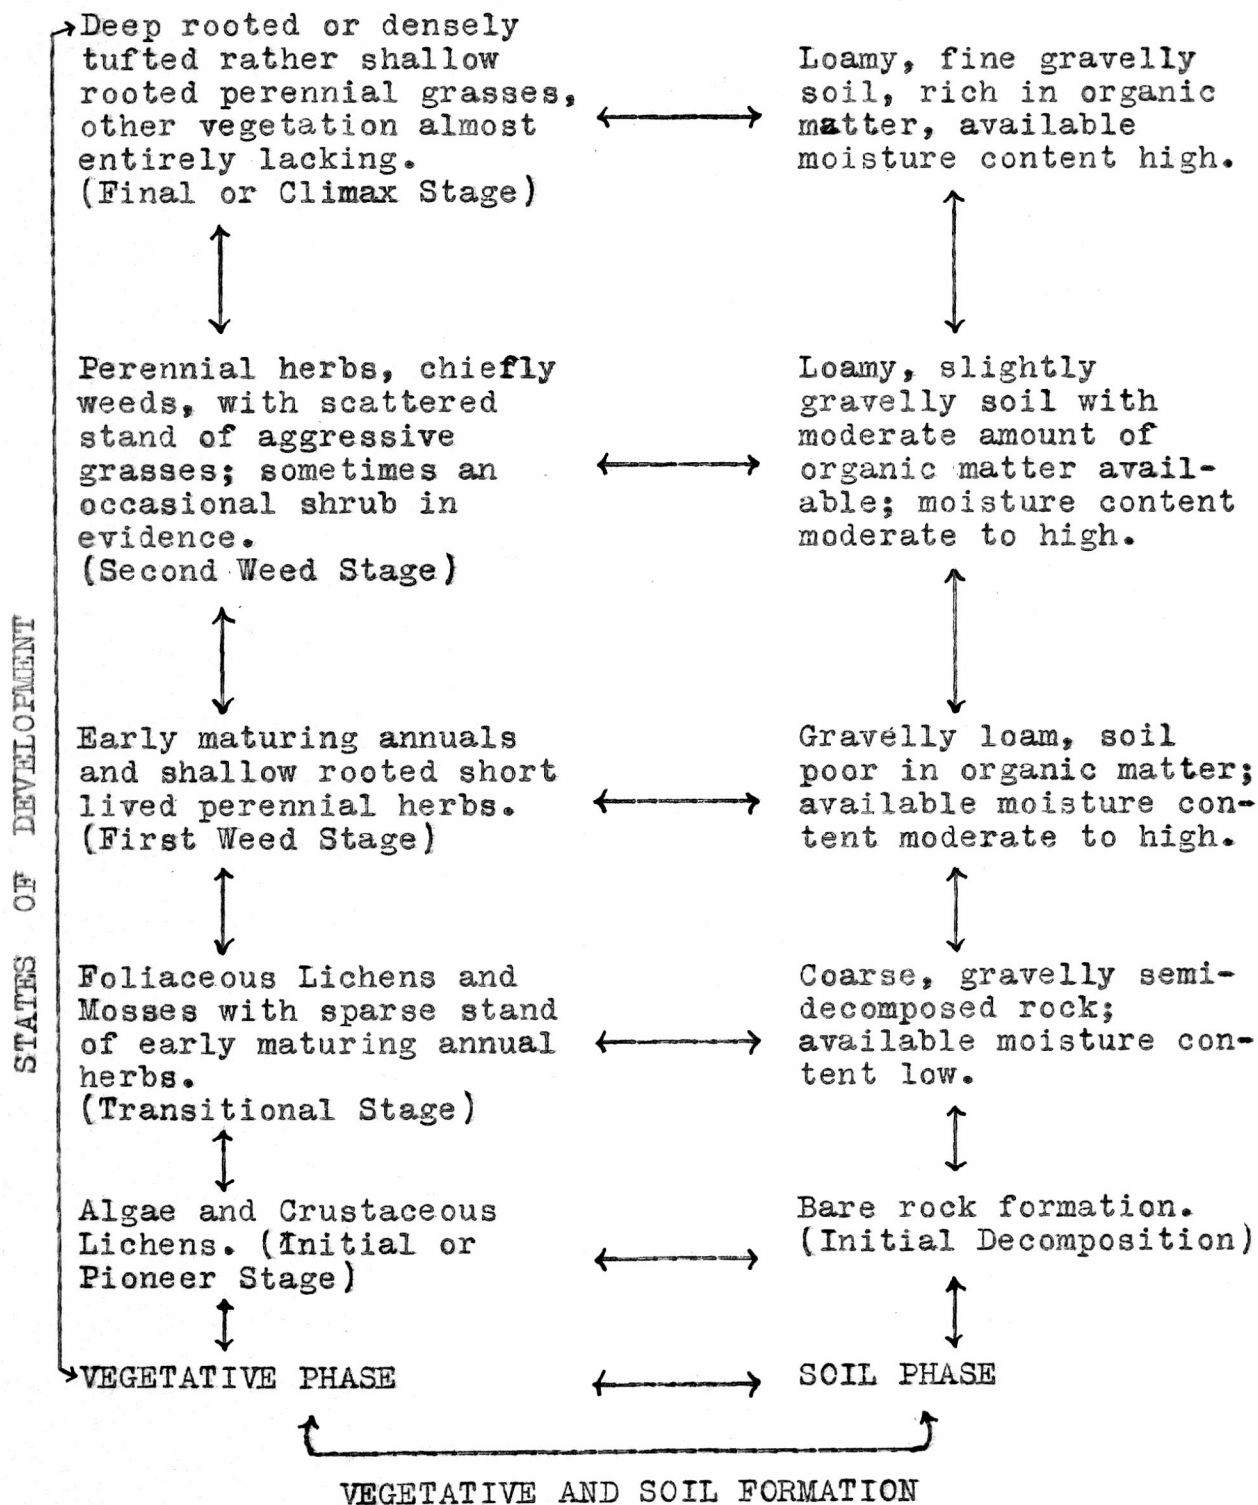 Deep rooted or densely
tufted rather shallow
rooted perennial grasses,
other vegetation almost
entirely lacking.
(Final or Climax Stage)
Loamy, fine gravelly
soil, rich in organic
matter, available
moisture content high.
Perennial herbs, chiefly
weeds, with scattered
stand of aggressive
grasses; sometimes an
occasional shrub in
evidence.
(Second Weed Stage)
Loamy, slightly
gravelly soil with
moderate amount of
organic matter avail-
able; moisture content
moderate to high.
Early maturing annuals
and shallow rooted short
lived perennial herbs.
(First Weed Stage)
Gravelly loam, soil
poor in organic matter;
available moisture con-
tent moderate to high.
Foliaceous Lichens and
Mosses with sparse stand
of early maturing annual
herbs.
(Transitional Stage)
Coarse, gravelly semi-
decomposed rock;
available moisture con-
tent low.
Algae and Crustaceous
Lichens. (Initial or
Pioneer Stage)
Bare rock formation.
(Initial Decomposition)
VEGETATIVE PHASE
SOIL PHASE
STATES OF DEVELOPMENT
VEGETATIVE AND SOIL FORMATION